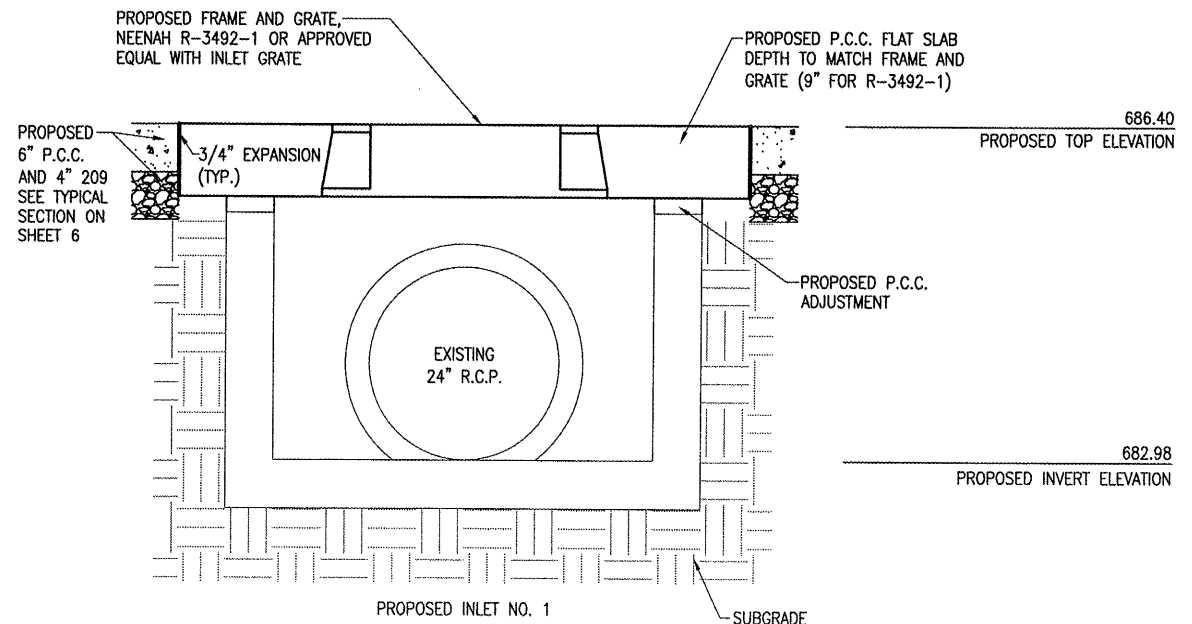 PROPOSED FRAME AND GRATE,
NEENAH R-3492-1 OR APPROVED
EQUAL WITH INLET GRATE
PROPOSED P.C.C. FLAT SLAB
DEPTH TO MATCH FRAME AND
GRATE (9" FOR R-3492-1)
686.40
PROPOSED TOP ELEVATION
PROPOSED
6" P.C.C.
AND 4" 209
SEE TYPICAL
SECTION ON
SHEET 6
3/4" EXPANSION
(TYP.)
PROPOSED P.C.C.
ADJUSTMENT
EXISTING
24" R.C.P.
682.98
PROPOSED INVERT ELEVATION
PROPOSED INLET NO. 1
SUBGRADE